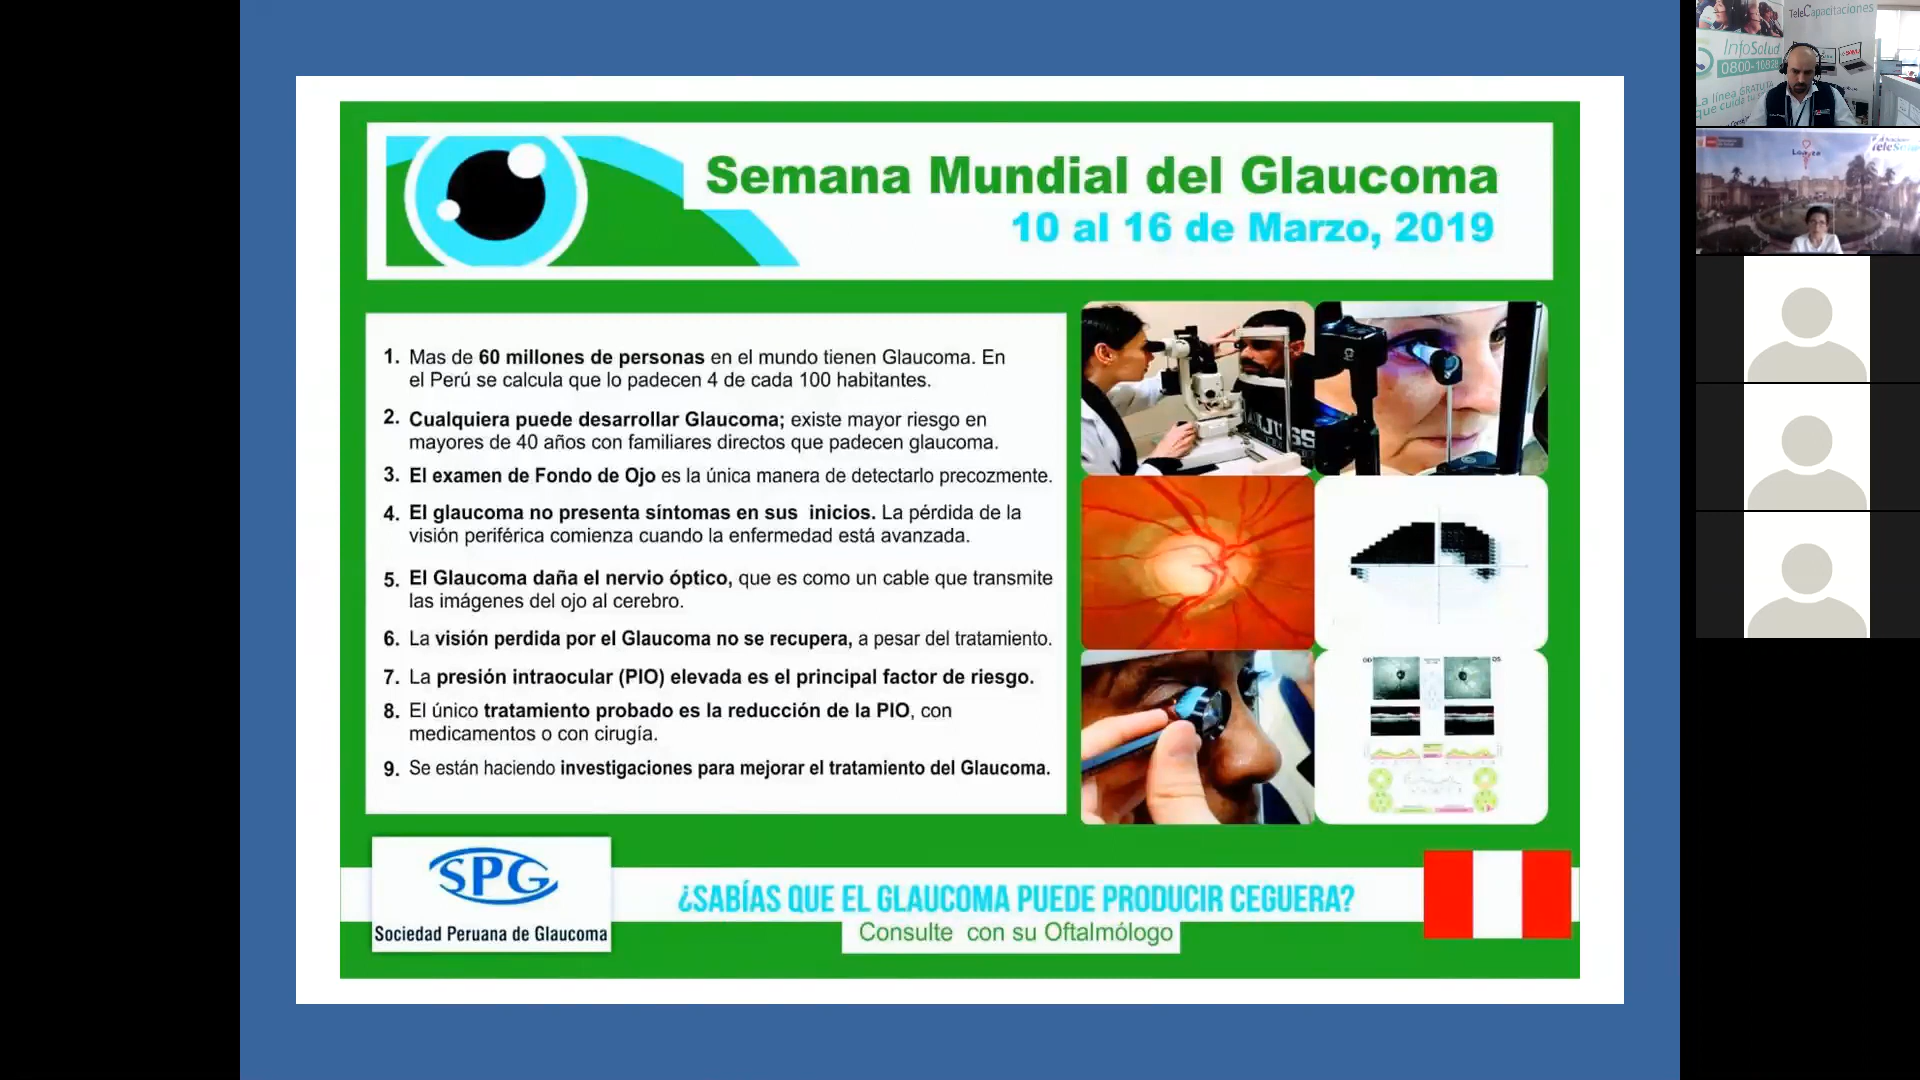 Semana Mundial del Glaucoma
10 al 16 de Marzo, 2019
1. Mas de 60 millones de personas en el mundo tienen Glaucoma. En
el Perú se calcula que lo padecen 4 de cada 100 habitantes.
2. Cualquiera puede desarrollar Glaucoma; existe mayor riesgo en
mayores de 40 años con familiares directos que padecen glaucoma.
3. El examen de Fondo de Ojo es la única manera de detectarlo precozmente.
4. El glaucoma no presenta síntomas en sus inicios. La pérdida de la
visión periférica comienza cuando la enfermedad está avanzada.
5. El Glaucoma daña el nervio óptico, que es como un cable que transmite
las imágenes del ojo al cerebro.
6. La visión perdida por el Glaucoma no se recupera, a pesar del tratamiento.
7. La presión intraocular (PIO) elevada es el principal factor de riesgo.
8. El único tratamiento probado es la reducción de la PIO, con
medicamentos o con cirugía.
9. Se están haciendo investigaciones para mejorar el tratamiento del Glaucoma.
OD
OS
SPG
Sociedad Peruana de Glaucoma
¿SABÍAS QUE EL GLAUCOMA PUEDE PRODUCIR CEGUERA?
Consulte con su Oftalmólogo
TeleCapacitaciones
InfoSalud
0800-10828
La línea GRATUITA
que cuida tu
Loayza